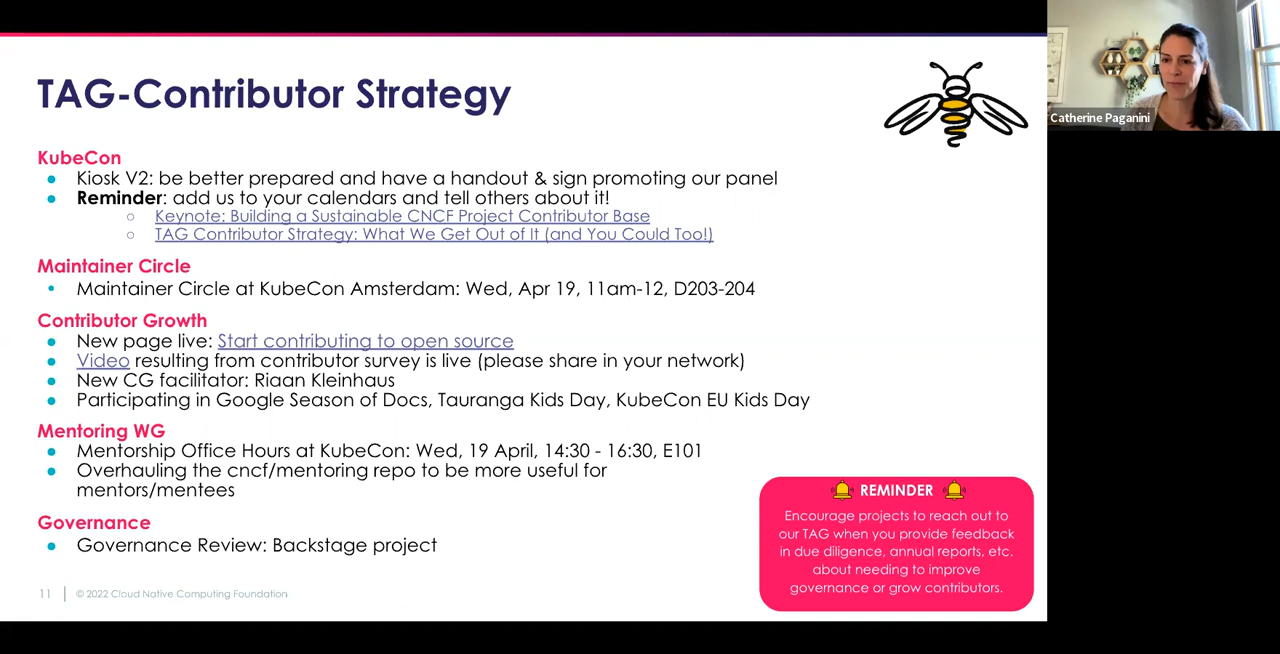 TAG-Contributor Strategy
Catherine Paganini
KubeCon
Kiosk V2: be better prepared and have a handout & sign promoting our panel
Reminder: add us to your calendars and tell others about it!
Keynote: Building a Sustainable CNCF Project Contributor Base
TAG Contributor Strategy: What We Get Out of It (and You Could Too!)
Maintainer Circle
Maintainer Circle at KubeCon Amsterdam: Wed, Apr 19, 11am-12, D203-204
Contributor Growth
New page live: Start contributing to open source
Video resulting from contributor survey is live (please share in your network)
New CG facilitator: Riaan Kleinhaus
Participating in Google Season of Docs, Tauranga Kids Day, KubeCon EU Kids Day
Mentoring WG
Mentorship Office Hours at KubeCon: Wed, 19 April, 14:30 - 16:30, E101
Overhauling the cncf/mentoring repo to be more useful for
mentors/mentees
Governance
Governance Review: Backstage project
REMINDER
Encourage projects to reach out to
our TAG when you provide feedback
in due diligence, annual reports, etc.
about needing to improve
governance or grow contributors.
11 © 2022 Cloud Native Computing Foundation